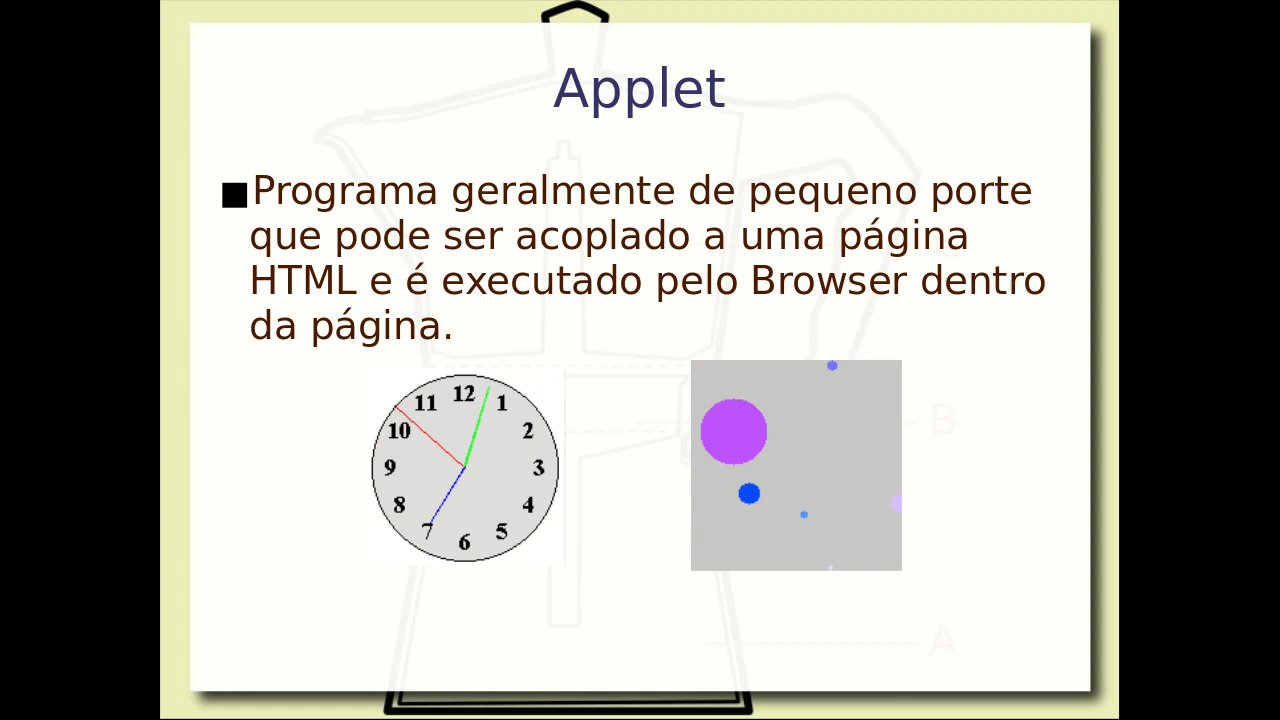 Applet
■Programa geralmente de pequeno porte
que pode ser acoplado a uma página
HTML e é executado pelo Browser dentro
da página.
12
11 1
10 2
9 3
8 4
7 5
6
B
A